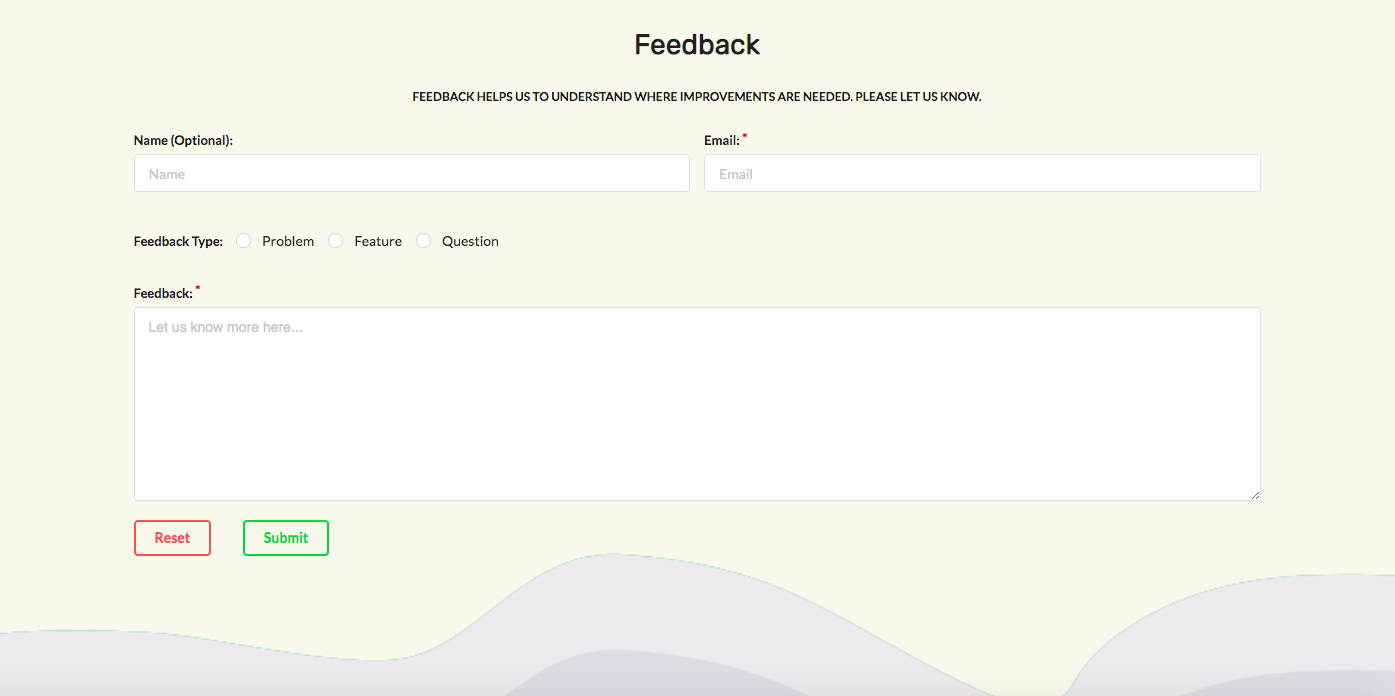 Feedback
FEEDBACK HELPS US TO UNDERSTAND WHERE IMPROVEMENTS ARE NEEDED. PLEASE LET US KNOW.
Name (Optional): Email: *
Name Email
Feedback Type: Problem Feature Question
Feedback: *
Let us know more here...
Reset Submit